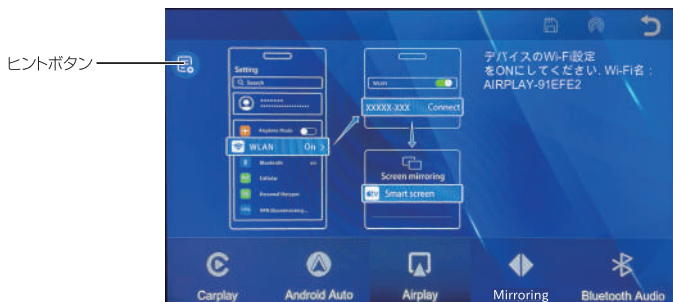 ヒントボタン
デバイスのWi-Fi設定
をONにしてください. Wi-Fi名 :
AIRPLAY-91EFE2
Setting
Search
Airplane Mode
WLAN On
Bluetooth on
Cellular
Personal Hotspot
WLAN
XXXXX-XXX Connect
Screen mirroring
tv Smart screen
Carplay
Android Auto
Airplay
Mirroring
Bluetooth Audio